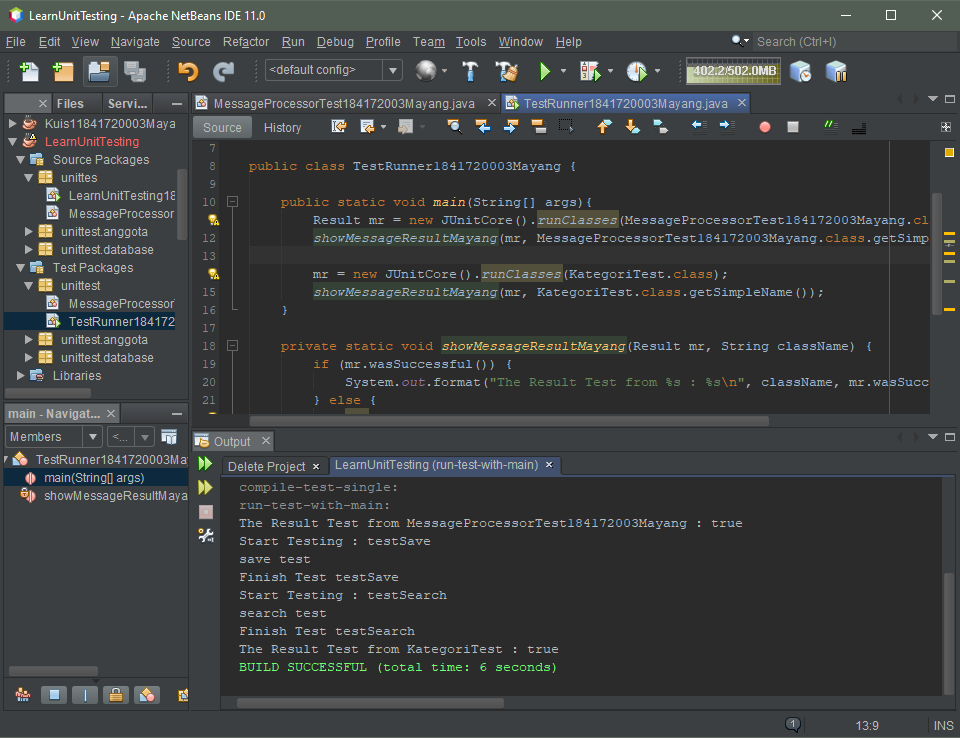 LearnUnitTesting - Apache NetBeans IDE 11.0
File Edit View Navigate Source Refactor Run Debug Profile Team Tools Window Help
Search (Ctrl+I)
<default config>
402.2/502.0MB
Files Servi...
Kuis11841720003Maya
LearnUnitTesting
Source Packages
unittes
LearnUnitTesting18
MessageProcessor
unittest.anggota
unittest.database
Test Packages
unittest
MessageProcessor
TestRunner184172
unittest.anggota
unittest.database
Libraries
main - Navigat...
Members
<...
TestRunner1841720003Ma
main(String[] args)
showMessageResultMaya
MessageProcessorTest1841720003Mayang.java
TestRunner1841720003Mayang.java
Source History
7
8 public class TestRunner1841720003Mayang {
9
10 public static void main(String[] args){
Result mr = new JUnitCore().runClasses(MessageProcessorTest184172003Mayang.cl
12 showMessageResultMayang(mr, MessageProcessorTest184172003Mayang.class.getSimp
13
mr = new JUnitCore().runClasses(KategoriTest.class);
15 showMessageResultMayang(mr, KategoriTest.class.getSimpleName());
16 }
17
18 private static void showMessageResultMayang(Result mr, String className) {
19 if (mr.wasSuccessful()) {
20 System.out.format("The Result Test from %s : %s\n", className, mr.wasSucc
21 } else {
Output
Delete Project
LearnUnitTesting (run-test-with-main)
compile-test-single:
run-test-with-main:
The Result Test from MessageProcessorTest184172003Mayang : true
Start Testing : testSave
save test
Finish Test testSave
Start Testing : testSearch
search test
Finish Test testSearch
The Result Test from KategoriTest : true
BUILD SUCCESSFUL (total time: 6 seconds)
1
13:9
INS